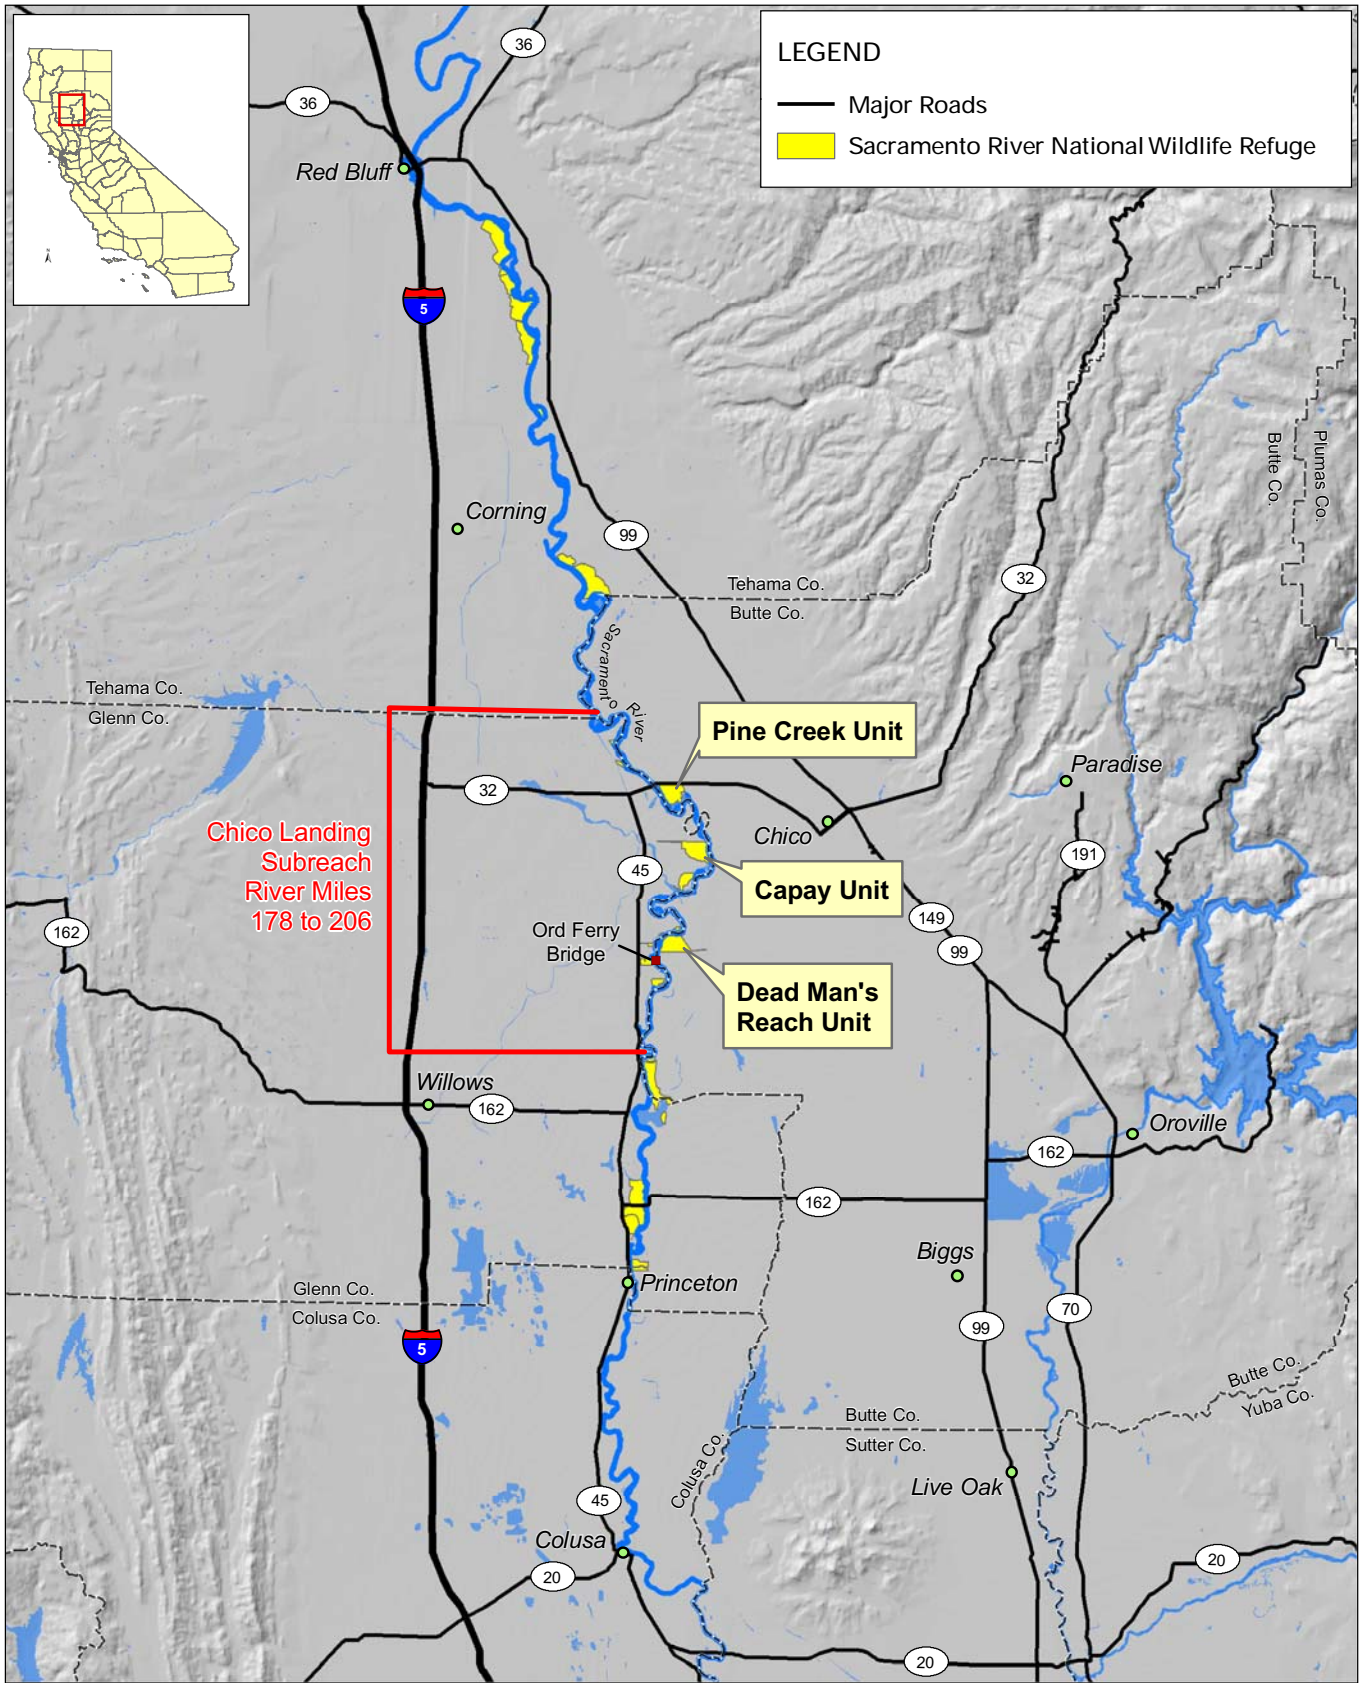 LEGEND
Major Roads
Sacramento River National Wildlife Refuge
36
36
Red Bluff
5
Corning
99
32
Butte Co.
Plumas Co.
Tehama Co.
Butte Co.
Sacramento
River
Tehama Co.
Glenn Co.
Pine Creek Unit
Paradise
32
Chico
Chico Landing
Subreach
River Miles
178 to 206
45
191
Capay Unit
149
162
Ord Ferry
Bridge
99
Dead Man's
Reach Unit
Willows
162
Oroville
162
162
Biggs
Princeton
Glenn Co.
Colusa Co.
70
99
5
Butte Co.
Yuba Co.
Butte Co.
Sutter Co.
Colusa Co.
Live Oak
45
Colusa
20
20
20